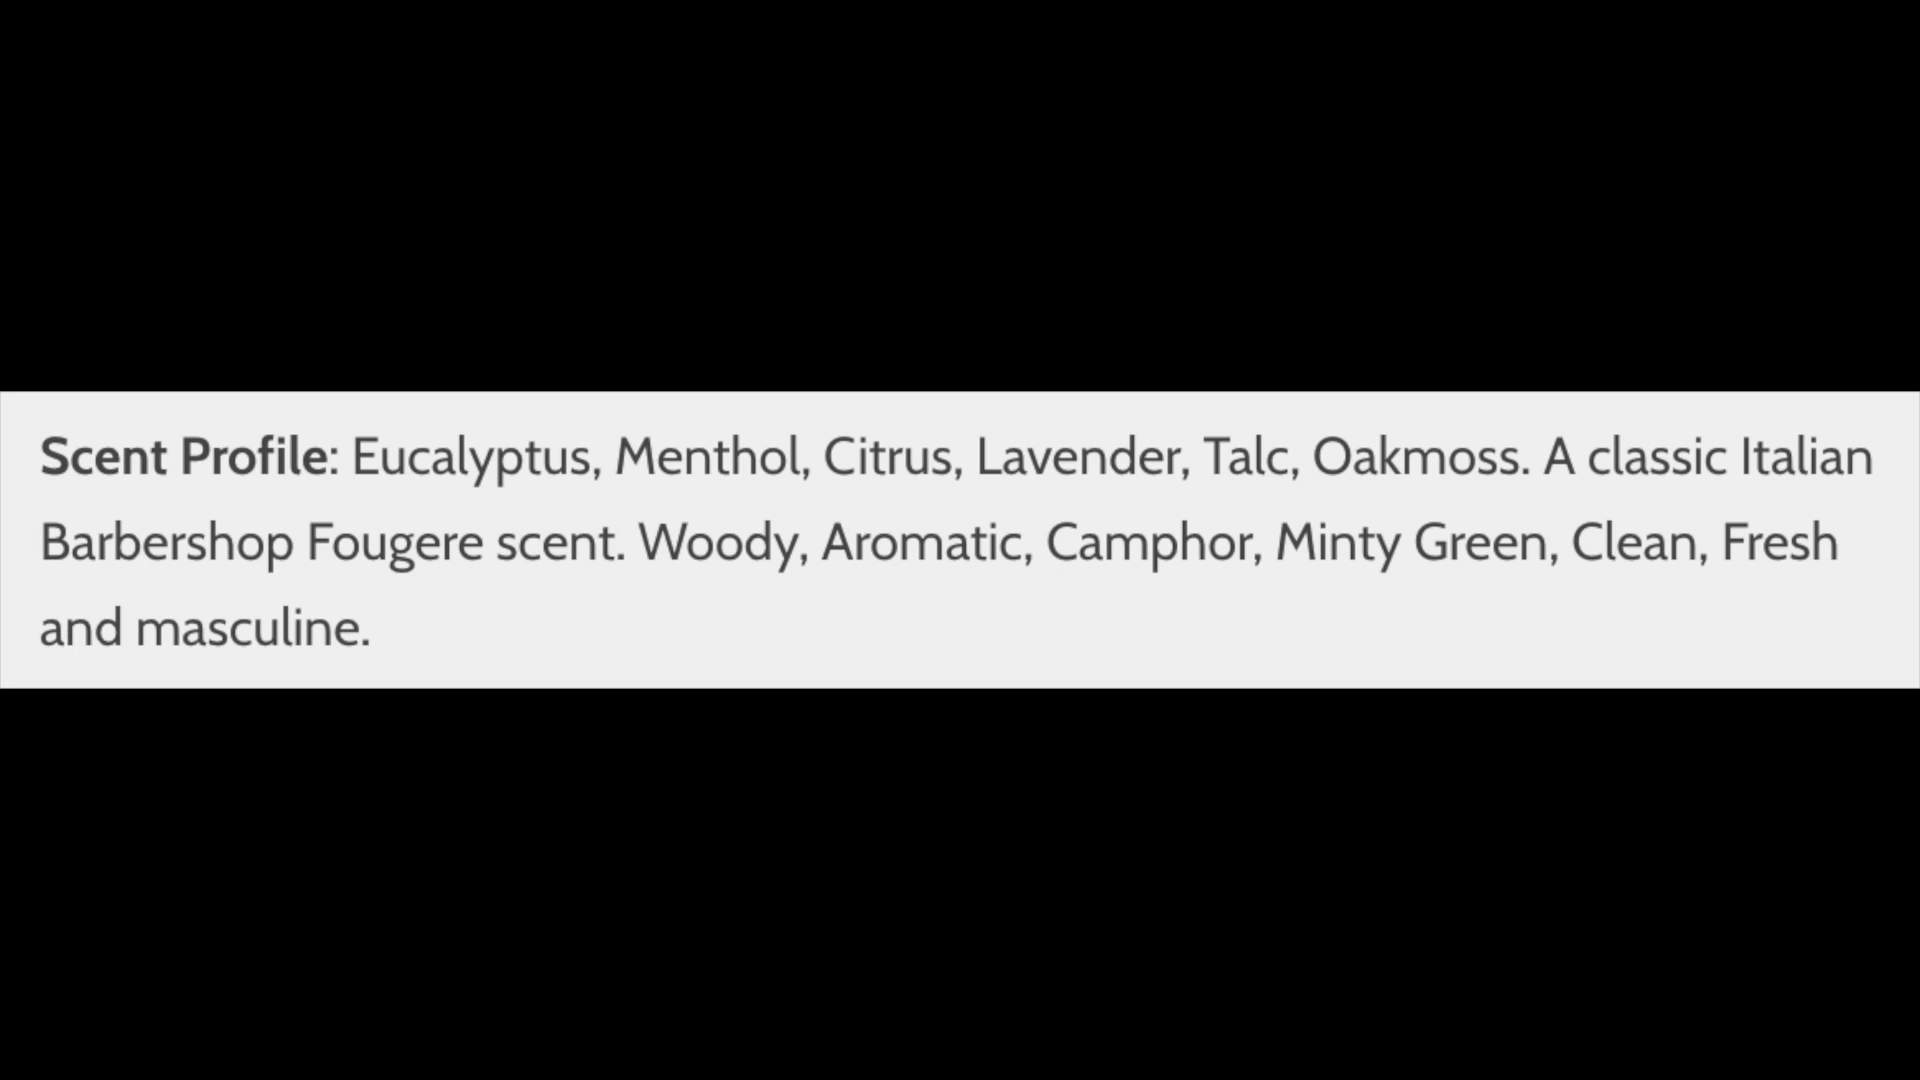 Scent Profile: Eucalyptus, Menthol, Citrus, Lavender, Talc, Oakmoss. A classic Italian
Barbershop Fougere scent. Woody, Aromatic, Camphor, Minty Green, Clean, Fresh
and masculine.